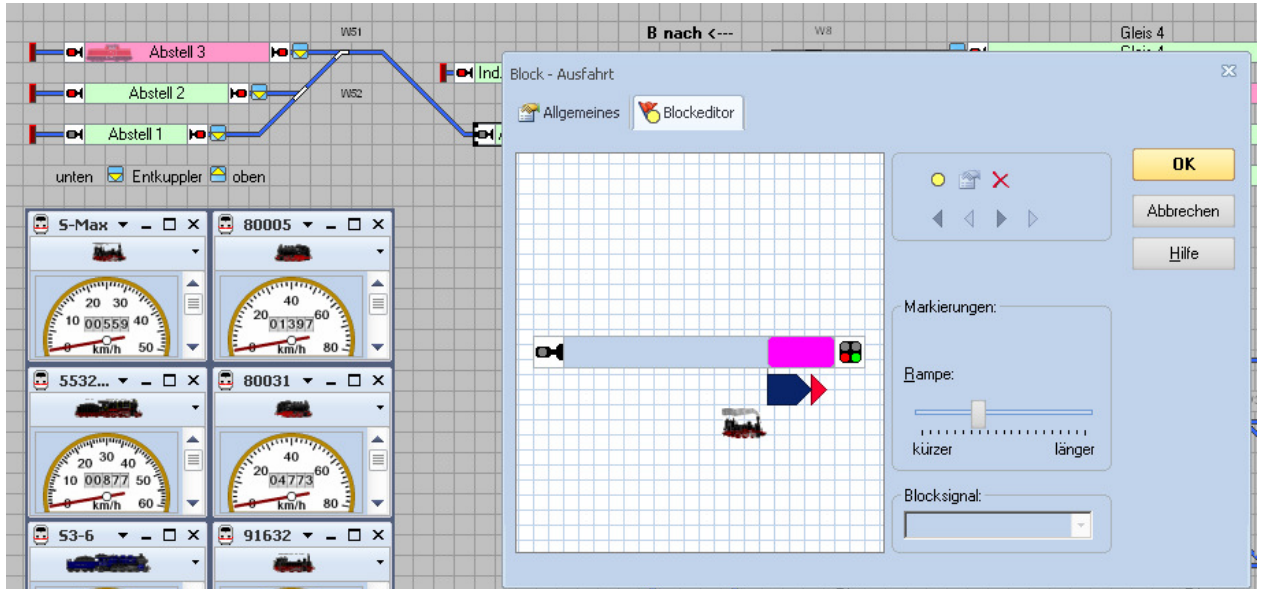 W51
B nach <---
W8
Gleis 4
Gleis 4
Abstell 3
Ind.
Block - Ausfahrt
Abstell 2
W52
Allgemeines
Blockeditor
Abstell 1
unten
Entkuppler
oben
OK
Abbrechen
Hilfe
S-Max
80005
20 30
10 00559 40
0 km/h 50
40
20 01397 60
0 km/h 80
Markierungen:
Rampe:
kürzer
länger
5532...
80031
20 30 40
10 00877 50
0 km/h 60
40
20 04773 60
0 km/h 80
Blocksignal:
S3-6
91632